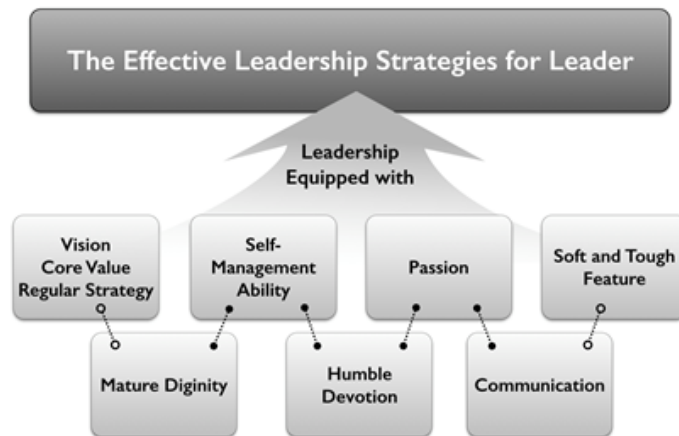 The Effective Leadership Strategies for Leader
Leadership
Equipped with
Vision
Core Value
Regular Strategy
Self-
Management
Ability
Passion
Soft and Tough
Feature
Mature Diginity
Humble
Devotion
Communication